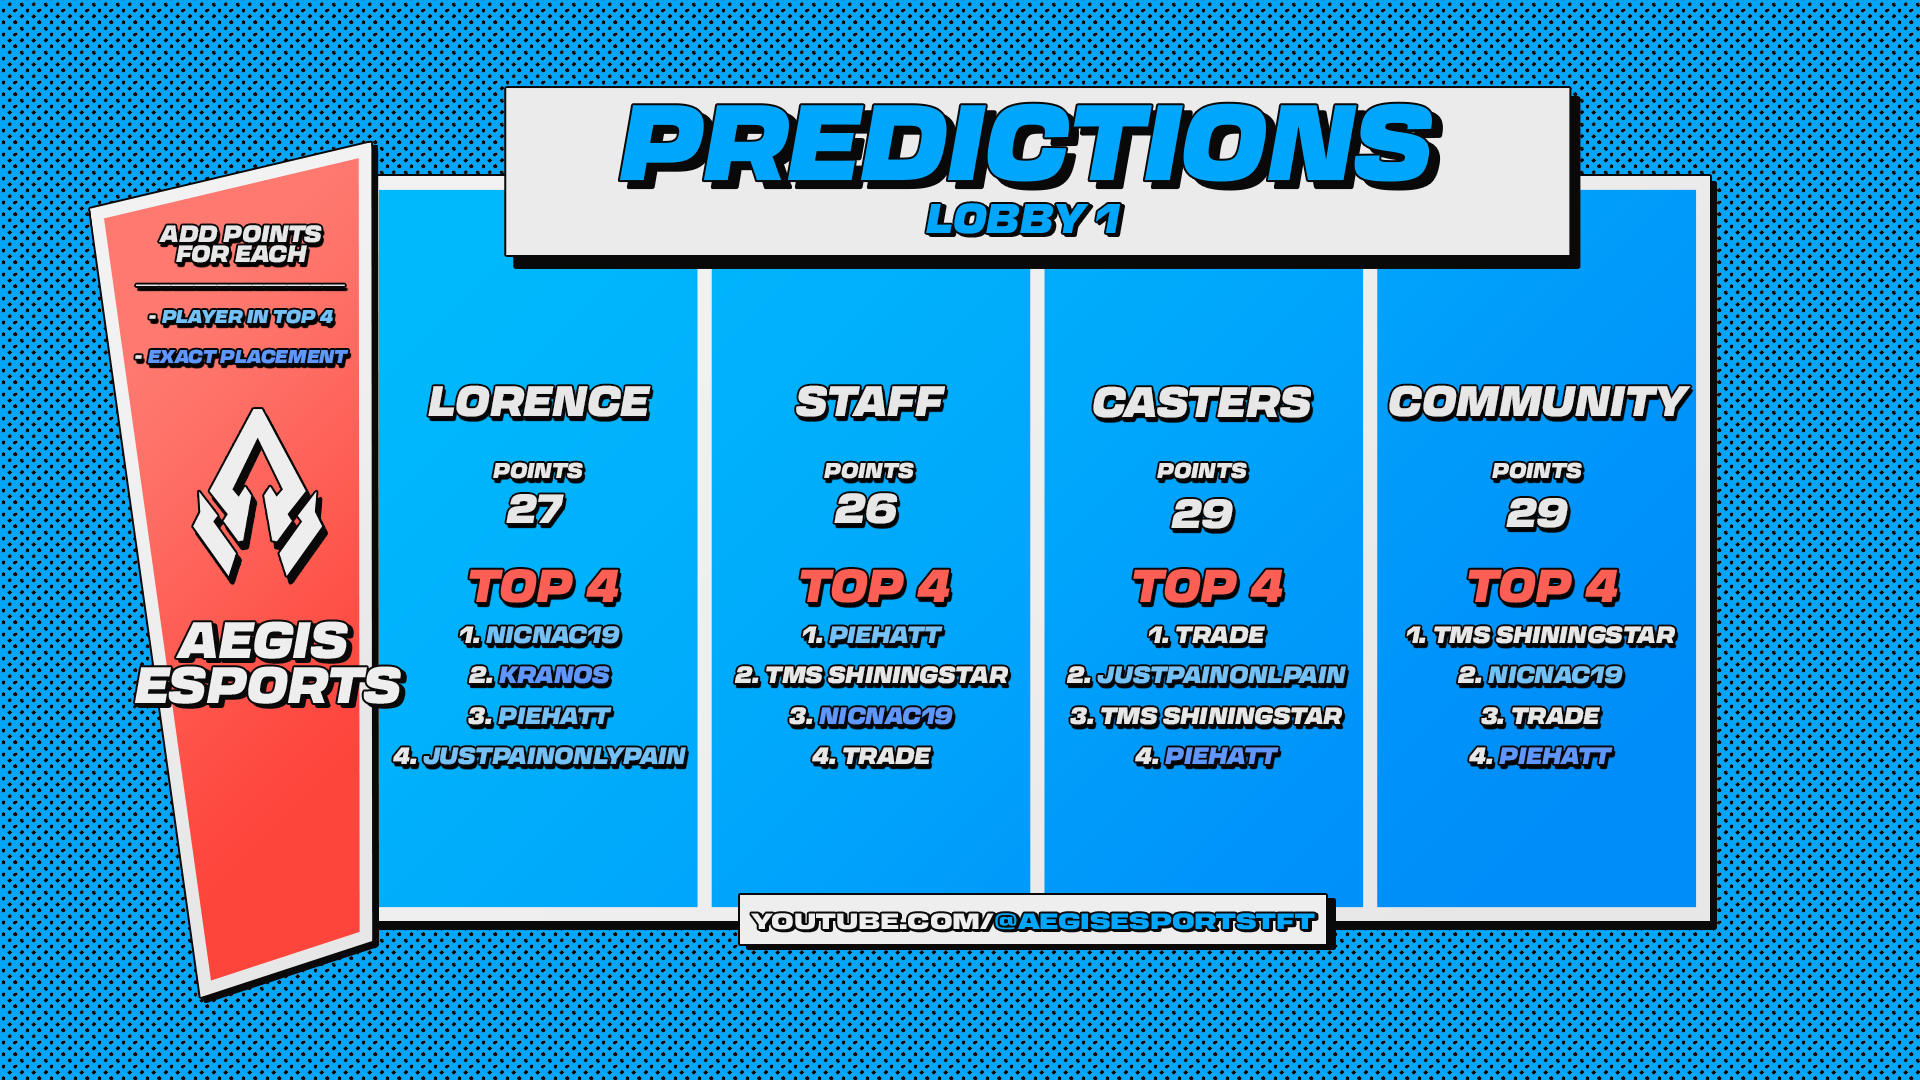 PREDICTIONS
LOBBY 1
ADD POINTS
FOR EACH
- PLAYER IN TOP 4
- EXACT PLACEMENT
AEGIS
ESPORTS
LORENCE
POINTS
27
TOP 4
1. NICNAC19
2. KRANOS
3. PIEHATT
4. JUSTPAINONLYPAIN
STAFF
POINTS
26
TOP 4
1. PIEHATT
2. TMS SHININGSTAR
3. NICNAC19
4. TRADE
CASTERS
POINTS
29
TOP 4
1. TRADE
2. JUSTPAINONLPAIN
3. TMS SHININGSTAR
4. PIEHATT
COMMUNITY
POINTS
29
TOP 4
1. TMS SHININGSTAR
2. NICNAC19
3. TRADE
4. PIEHATT
YOUTUBE.COM/@AEGISESPORTSTFT